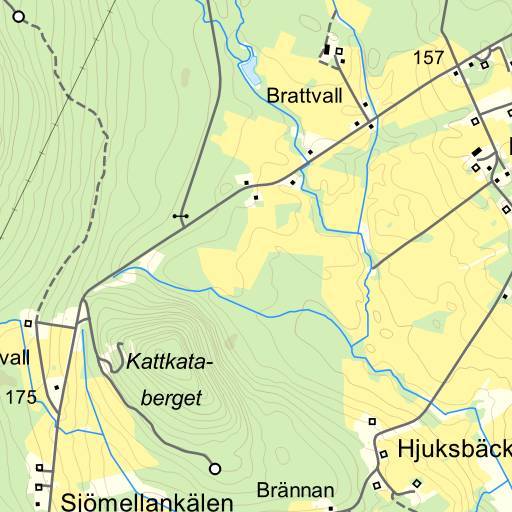 157
Brattvall
vall
Kattkata-
berget
175
Hjuksbäck
Brännan
Sjömellankälen